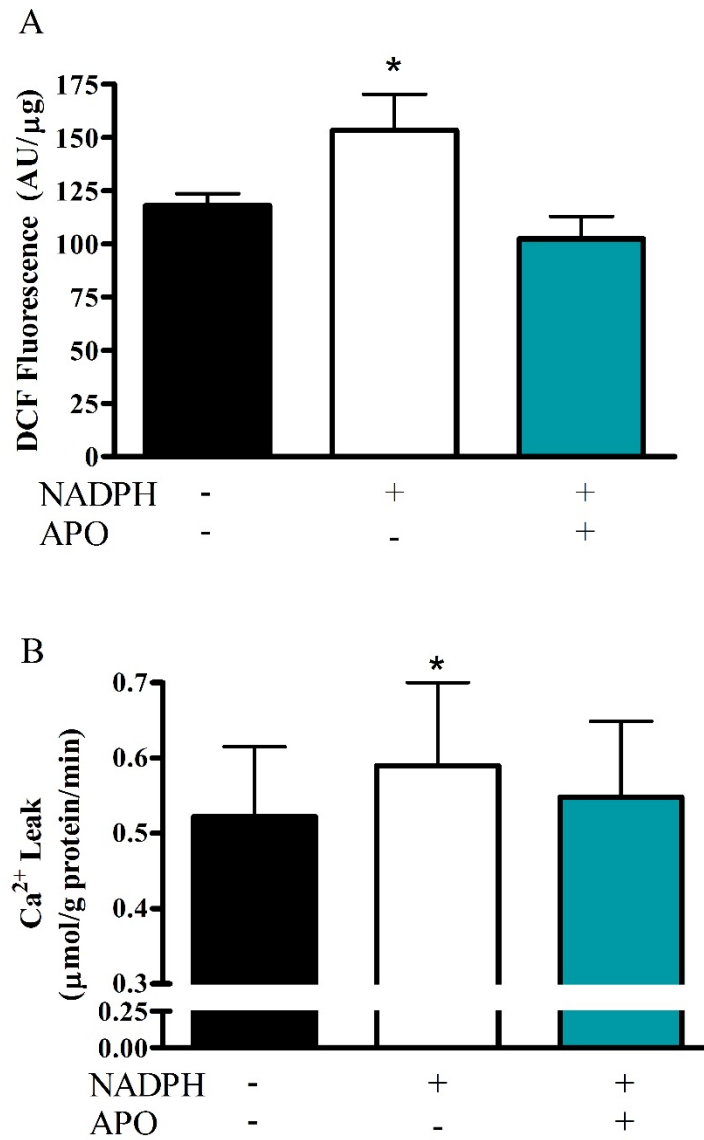 A
*
DCF Fluorescence (AU/µg)
175
150
125
100
75
50
25
0
NADPH - + +
APO - - +
B
*
Ca²⁺ Leak
(µmol/g protein/min)
0.7
0.6
0.5
0.4
0.3
0.25
0.00
NADPH - + +
APO - - +